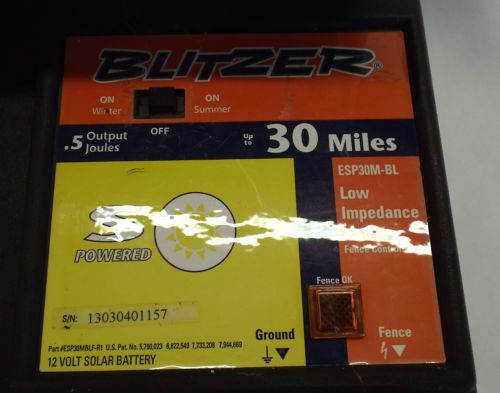 BLITZER®
ON
Winter
ON
Summer
OFF
.5 Output
Joules
Up
to
30 Miles
ESP30M-BL
Low
Impedance
POWERED
Fence OK
S/N: 13030401157
Ground
Fence
Part #ESP30MBLF-R1 U.S. Pat. No. 5,760,023 6,822,549 7,733,208 7,944,669
12 VOLT SOLAR BATTERY